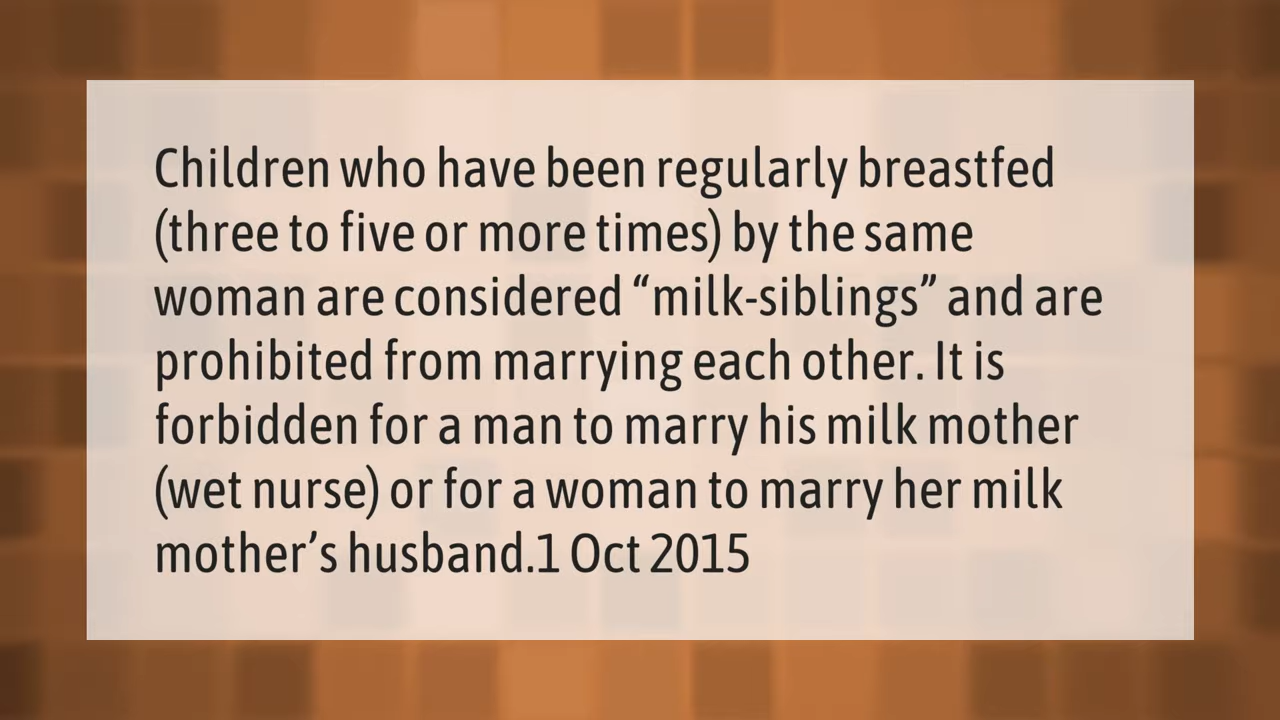 Children who have been regularly breastfed
(three to five or more times) by the same
woman are considered “milk-siblings” and are
prohibited from marrying each other. It is
forbidden for a man to marry his milk mother
(wet nurse) or for a woman to marry her milk
mother’s husband.1 Oct 2015